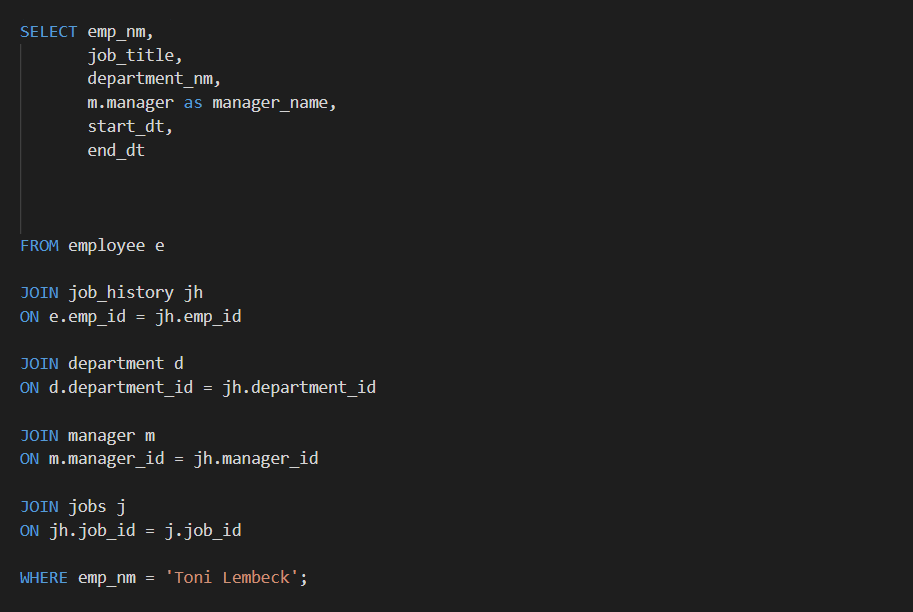 SELECT emp_nm,
job_title,
department_nm,
m.manager as manager_name,
start_dt,
end_dt
FROM employee e
JOIN job_history jh
ON e.emp_id = jh.emp_id
JOIN department d
ON d.department_id = jh.department_id
JOIN manager m
ON m.manager_id = jh.manager_id
JOIN jobs j
ON jh.job_id = j.job_id
WHERE emp_nm = 'Toni Lembeck';